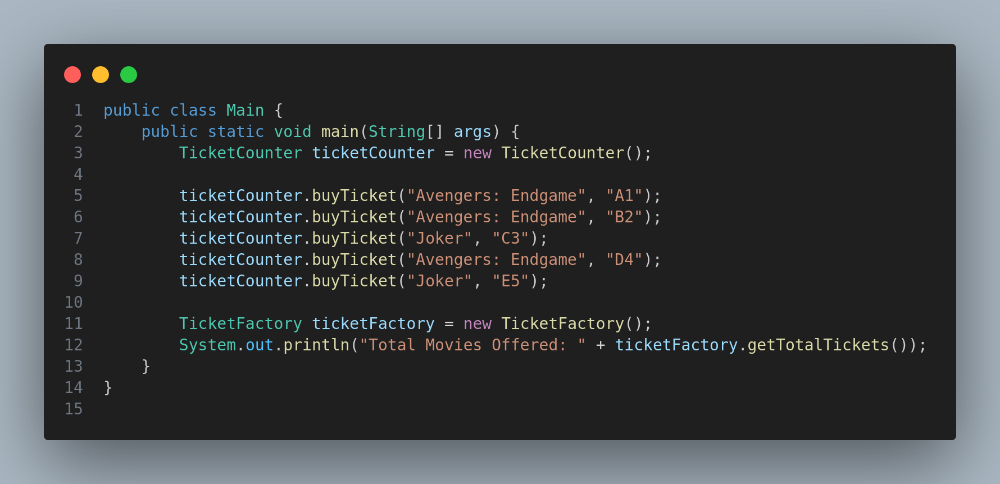 1 public class Main {
2     public static void main(String[] args) {
3         TicketCounter ticketCounter = new TicketCounter();
4
5         ticketCounter.buyTicket("Avengers: Endgame", "A1");
6         ticketCounter.buyTicket("Avengers: Endgame", "B2");
7         ticketCounter.buyTicket("Joker", "C3");
8         ticketCounter.buyTicket("Avengers: Endgame", "D4");
9         ticketCounter.buyTicket("Joker", "E5");
10
11         TicketFactory ticketFactory = new TicketFactory();
12         System.out.println("Total Movies Offered: " + ticketFactory.getTotalTickets());
13     }
14 }
15